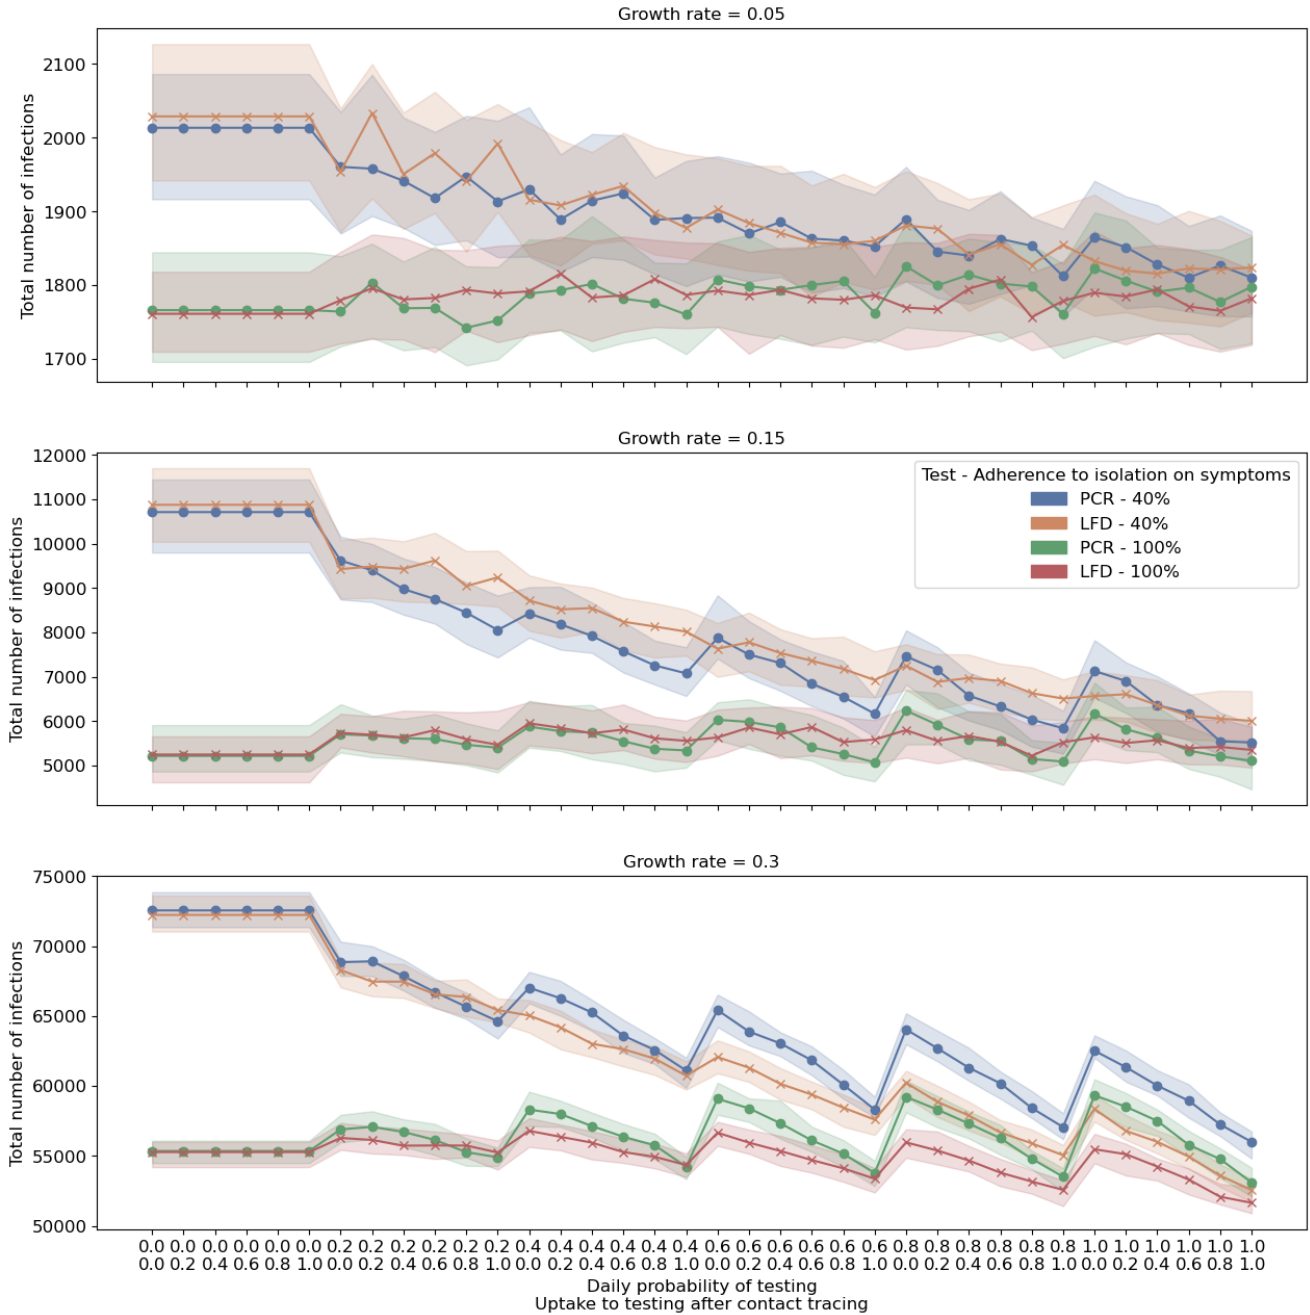 Growth rate = 0.05
Total number of infections
2100
2000
1900
1800
1700
Growth rate = 0.15
Total number of infections
12000
11000
10000
9000
8000
7000
6000
5000
Test - Adherence to isolation on symptoms
PCR - 40%
LFD - 40%
PCR - 100%
LFD - 100%
Growth rate = 0.3
Total number of infections
75000
70000
65000
60000
55000
50000
0.0 0.0 0.0 0.0 0.0 0.0 0.2 0.2 0.2 0.2 0.2 0.2 0.4 0.4 0.4 0.4 0.4 0.4 0.6 0.6 0.6 0.6 0.6 0.6 0.8 0.8 0.8 0.8 0.8 0.8 1.0 1.0 1.0 1.0 1.0 1.0
0.0 0.2 0.4 0.6 0.8 1.0 0.0 0.2 0.4 0.6 0.8 1.0 0.0 0.2 0.4 0.6 0.8 1.0 0.0 0.2 0.4 0.6 0.8 1.0 0.0 0.2 0.4 0.6 0.8 1.0 0.0 0.2 0.4 0.6 0.8 1.0
Daily probability of testing
Uptake to testing after contact tracing